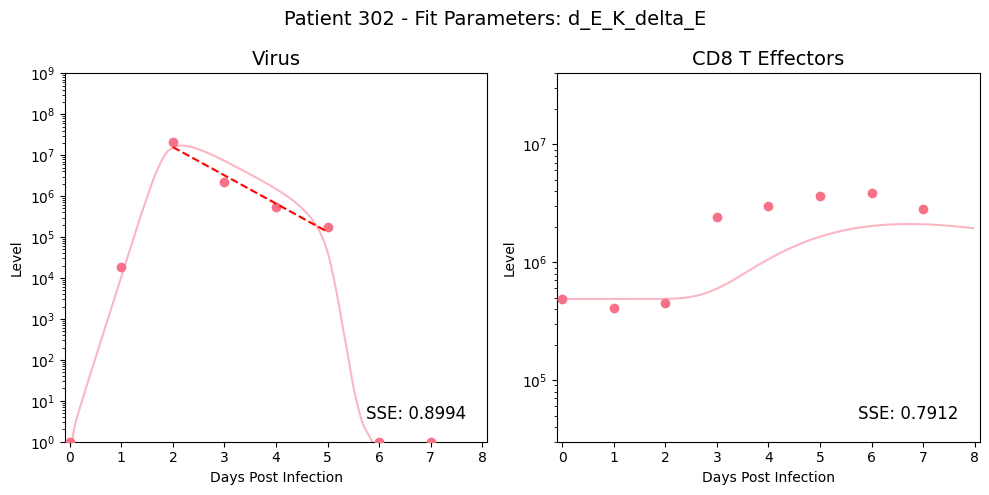 Patient 302 - Fit Parameters: d_E_K_delta_E
Virus
CD8 T Effectors
Level
10^9
10^8
10^7
10^6
10^5
10^4
10^3
10^2
10^1
10^0
SSE: 0.8994
0 1 2 3 4 5 6 7 8
Days Post Infection
Level
10^7
10^6
10^5
SSE: 0.7912
0 1 2 3 4 5 6 7 8
Days Post Infection